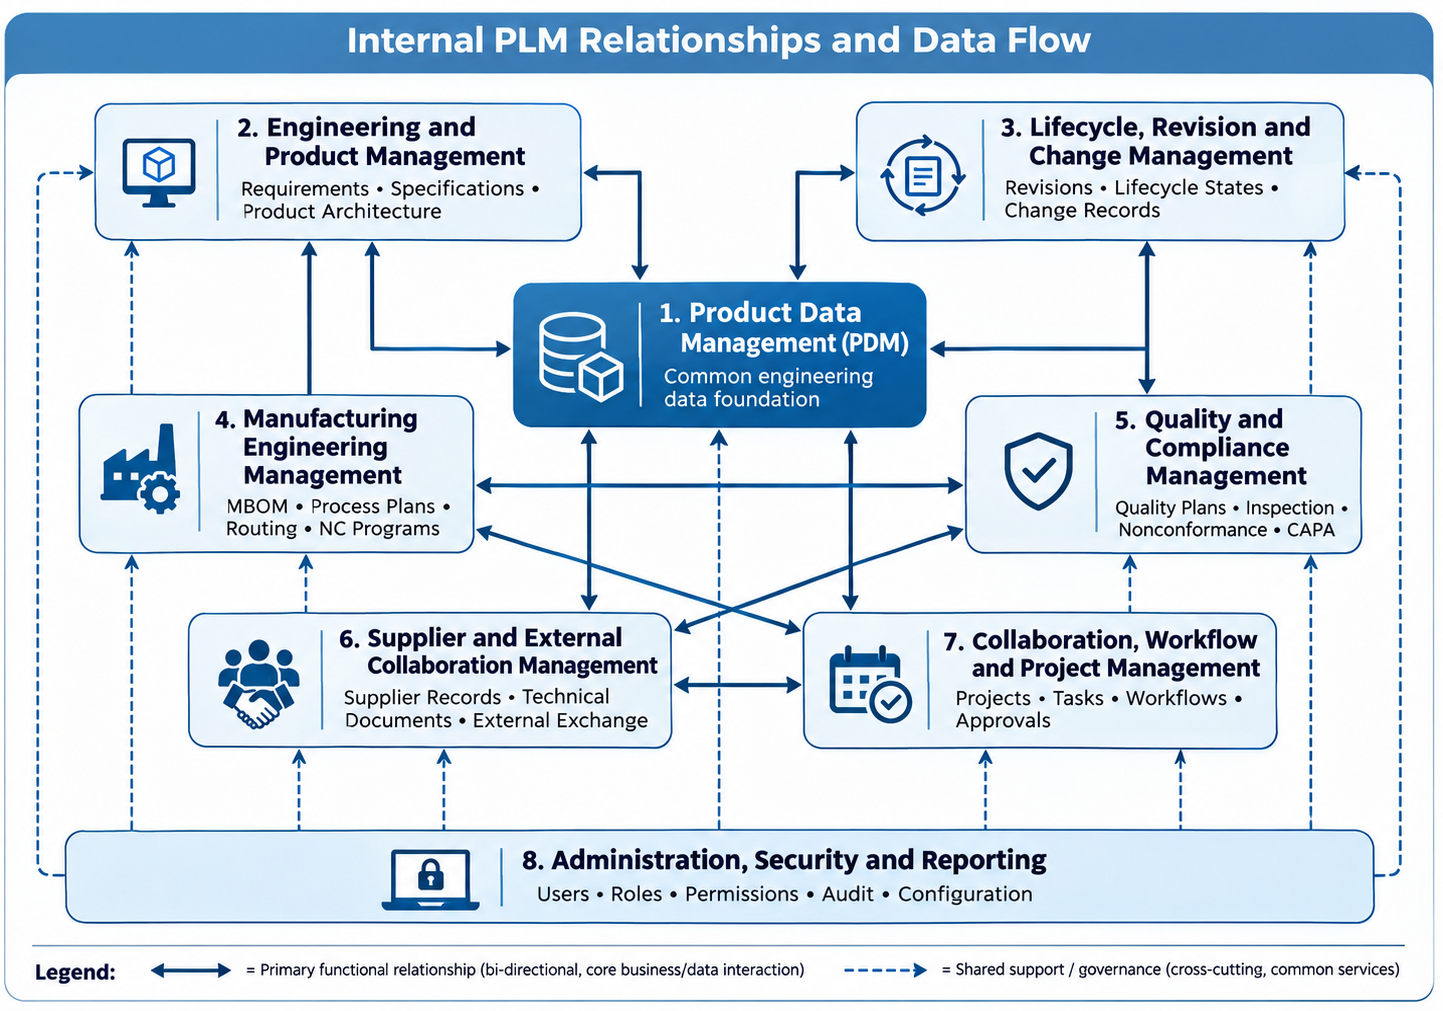 Internal PLM Relationships and Data Flow
2. Engineering and
Product Management
Requirements • Specifications •
Product Architecture
3. Lifecycle, Revision and
Change Management
Revisions • Lifecycle States •
Change Records
1. Product Data
Management (PDM)
Common engineering
data foundation
4. Manufacturing
Engineering
Management
MBOM • Process Plans •
Routing • NC Programs
5. Quality and
Compliance
Management
Quality Plans • Inspection •
Nonconformance • CAPA
6. Supplier and External
Collaboration Management
Supplier Records • Technical
Documents • External Exchange
7. Collaboration, Workflow
and Project Management
Projects • Tasks • Workflows •
Approvals
8. Administration, Security and Reporting
Users • Roles • Permissions • Audit • Configuration
Legend:
= Primary functional relationship (bi-directional, core business/data interaction)
= Shared support / governance (cross-cutting, common services)